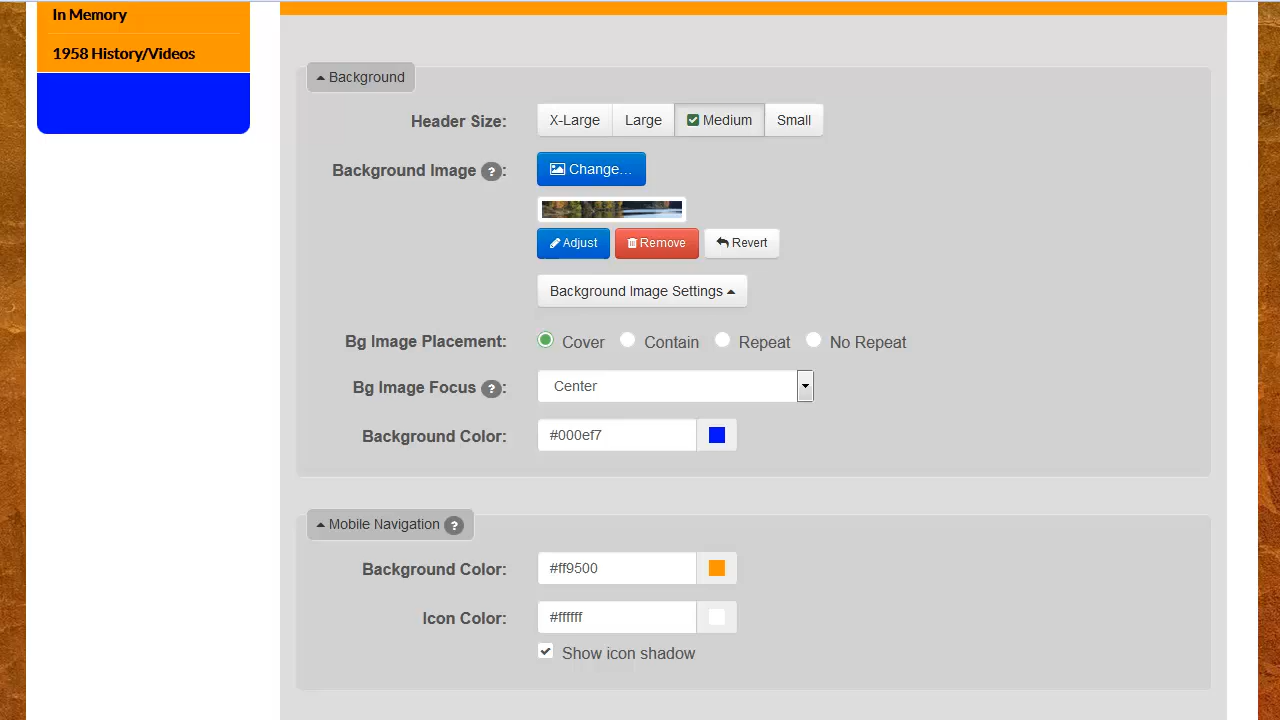 In Memory
1958 History/Videos
Background
Header Size: X-Large Large Medium Small
Background Image ?: Change...
Adjust Remove Revert
Background Image Settings
Bg Image Placement: Cover Contain Repeat No Repeat
Bg Image Focus ?: Center
Background Color: #000ef7
Mobile Navigation ?
Background Color: #ff9500
Icon Color: #ffffff
Show icon shadow